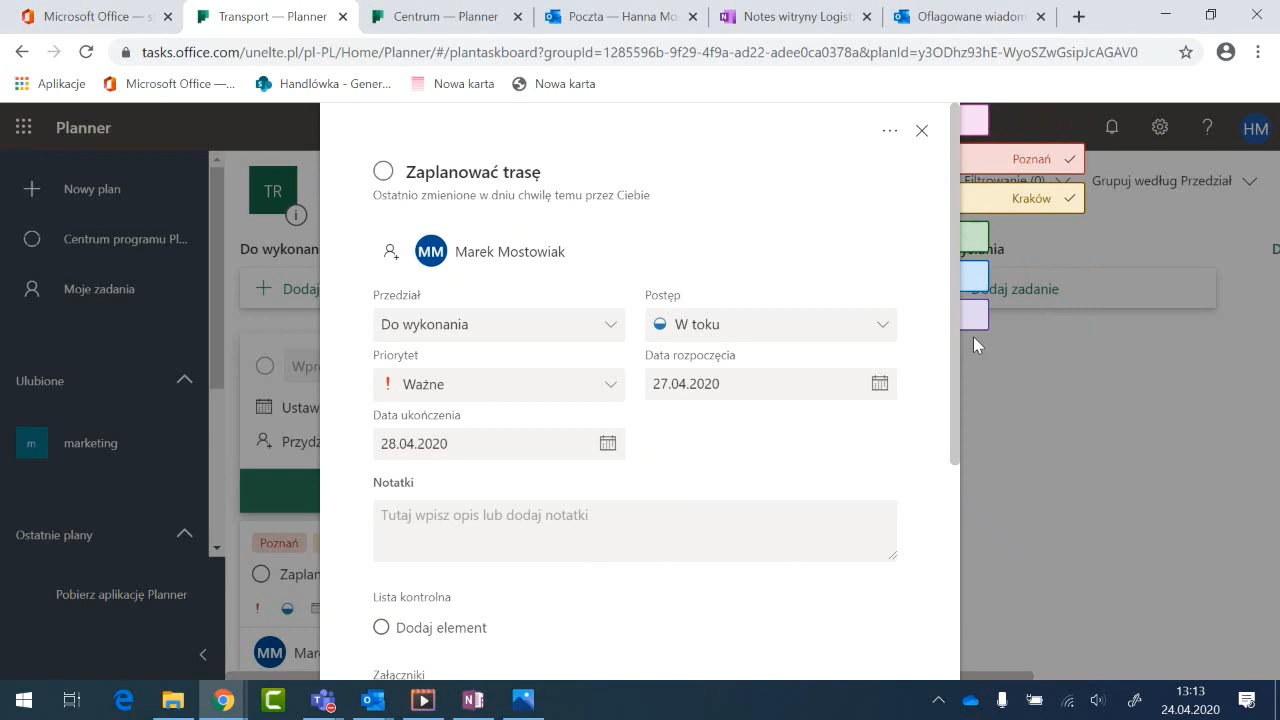 Microsoft Office — s
Transport — Planner
Centrum — Planner
Poczta — Hanna Mo
Notes witryny Logist
Oflagowane wiadom
tasks.office.com/unelte.pl/pl-PL/Home/Planner/#/plantaskboard?groupId=1285596b-9f29-4f9a-ad22-adee0ca0378a&planId=y3ODhz93hE-WyoSZwGsipJcAGAV0
Aplikacje
Microsoft Office —...
Handlówka - Gener...
Nowa karta
Nowa karta
Planner
HM
Nowy plan
Centrum programu Pl...
Moje zadania
Ulubione
m
marketing
Ostatnie plany
Pobierz aplikację Planner
TR
Do wykonan
Dodaj
Wpr
Ustaw
Przydz
Poznań
Zaplan
MM
Mare
Zaplanować trasę
Ostatnio zmienione w dniu chwilę temu przez Ciebie
MM
Marek Mostowiak
Przedział
Postęp
Do wykonania
W toku
Priorytet
Data rozpoczęcia
Ważne
27.04.2020
Data ukończenia
28.04.2020
Notatki
Tutaj wpisz opis lub dodaj notatki
Lista kontrolna
Dodaj element
Załączniki
Poznań
Kraków
Filtrowanie (0)
Grupuj według Przedział
Dodaj zadanie
D
13:13
24.04.2020